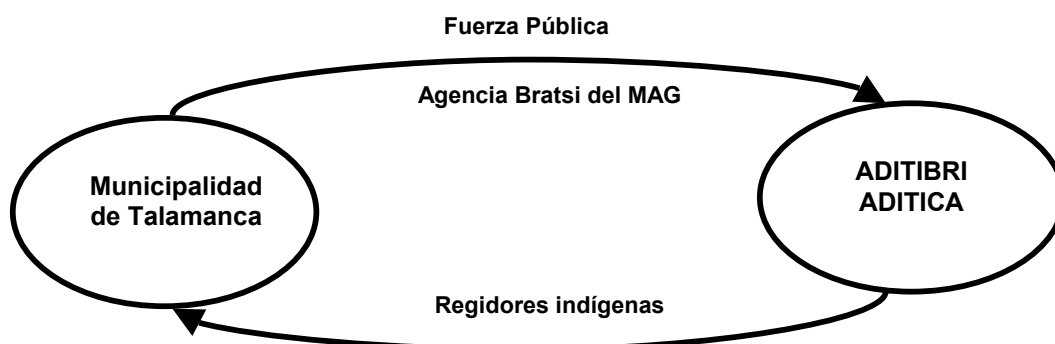 Fuerza Pública
Agencia Bratsi del MAG
Municipalidad
de Talamanca
ADITIBRI
ADITICA
Regidores indígenas